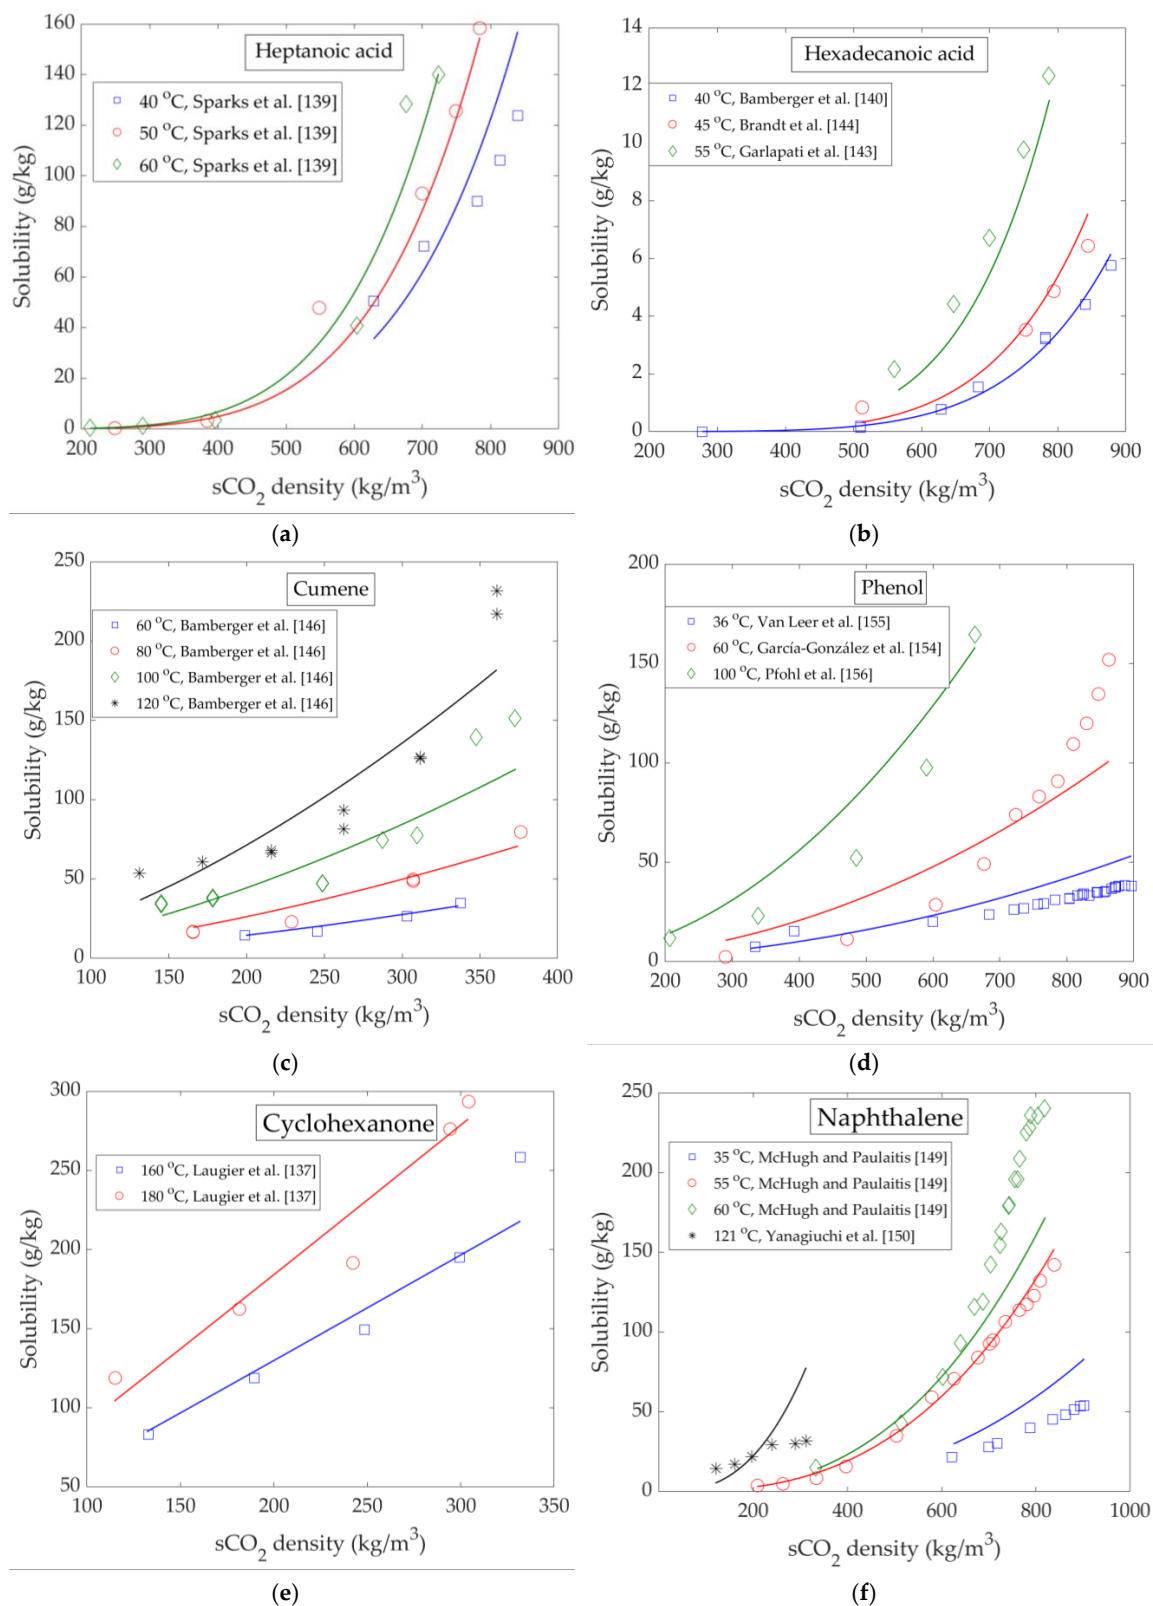 Heptanoic acid
40 °C, Sparks et al. [139]
50 °C, Sparks et al. [139]
60 °C, Sparks et al. [139]
Solubility (g/kg)
160
140
120
100
80
60
40
20
0
200 300 400 500 600 700 800 900
sCO2 density (kg/m3)
(a)
Hexadecanoic acid
40 °C, Bamberger et al. [140]
45 °C, Brandt et al. [144]
55 °C, Garlapati et al. [143]
Solubility (g/kg)
14
12
10
8
6
4
2
0
200 300 400 500 600 700 800 900
sCO2 density (kg/m3)
(b)
Cumene
60 °C, Bamberger et al. [146]
80 °C, Bamberger et al. [146]
100 °C, Bamberger et al. [146]
120 °C, Bamberger et al. [146]
Solubility (g/kg)
250
200
150
100
50
0
100 150 200 250 300 350 400
sCO2 density (kg/m3)
(c)
Phenol
36 °C, Van Leer et al. [155]
60 °C, García-González et al. [154]
100 °C, Pfohl et al. [156]
Solubility (g/kg)
200
150
100
50
0
200 300 400 500 600 700 800 900
sCO2 density (kg/m3)
(d)
Cyclohexanone
160 °C, Laugier et al. [137]
180 °C, Laugier et al. [137]
Solubility (g/kg)
300
250
200
150
100
50
100 150 200 250 300 350
sCO2 density (kg/m3)
(e)
Naphthalene
35 °C, McHugh and Paulaitis [149]
55 °C, McHugh and Paulaitis [149]
60 °C, McHugh and Paulaitis [149]
121 °C, Yanagiuchi et al. [150]
Solubility (g/kg)
250
200
150
100
50
0
200 400 600 800 1000
sCO2 density (kg/m3)
(f)